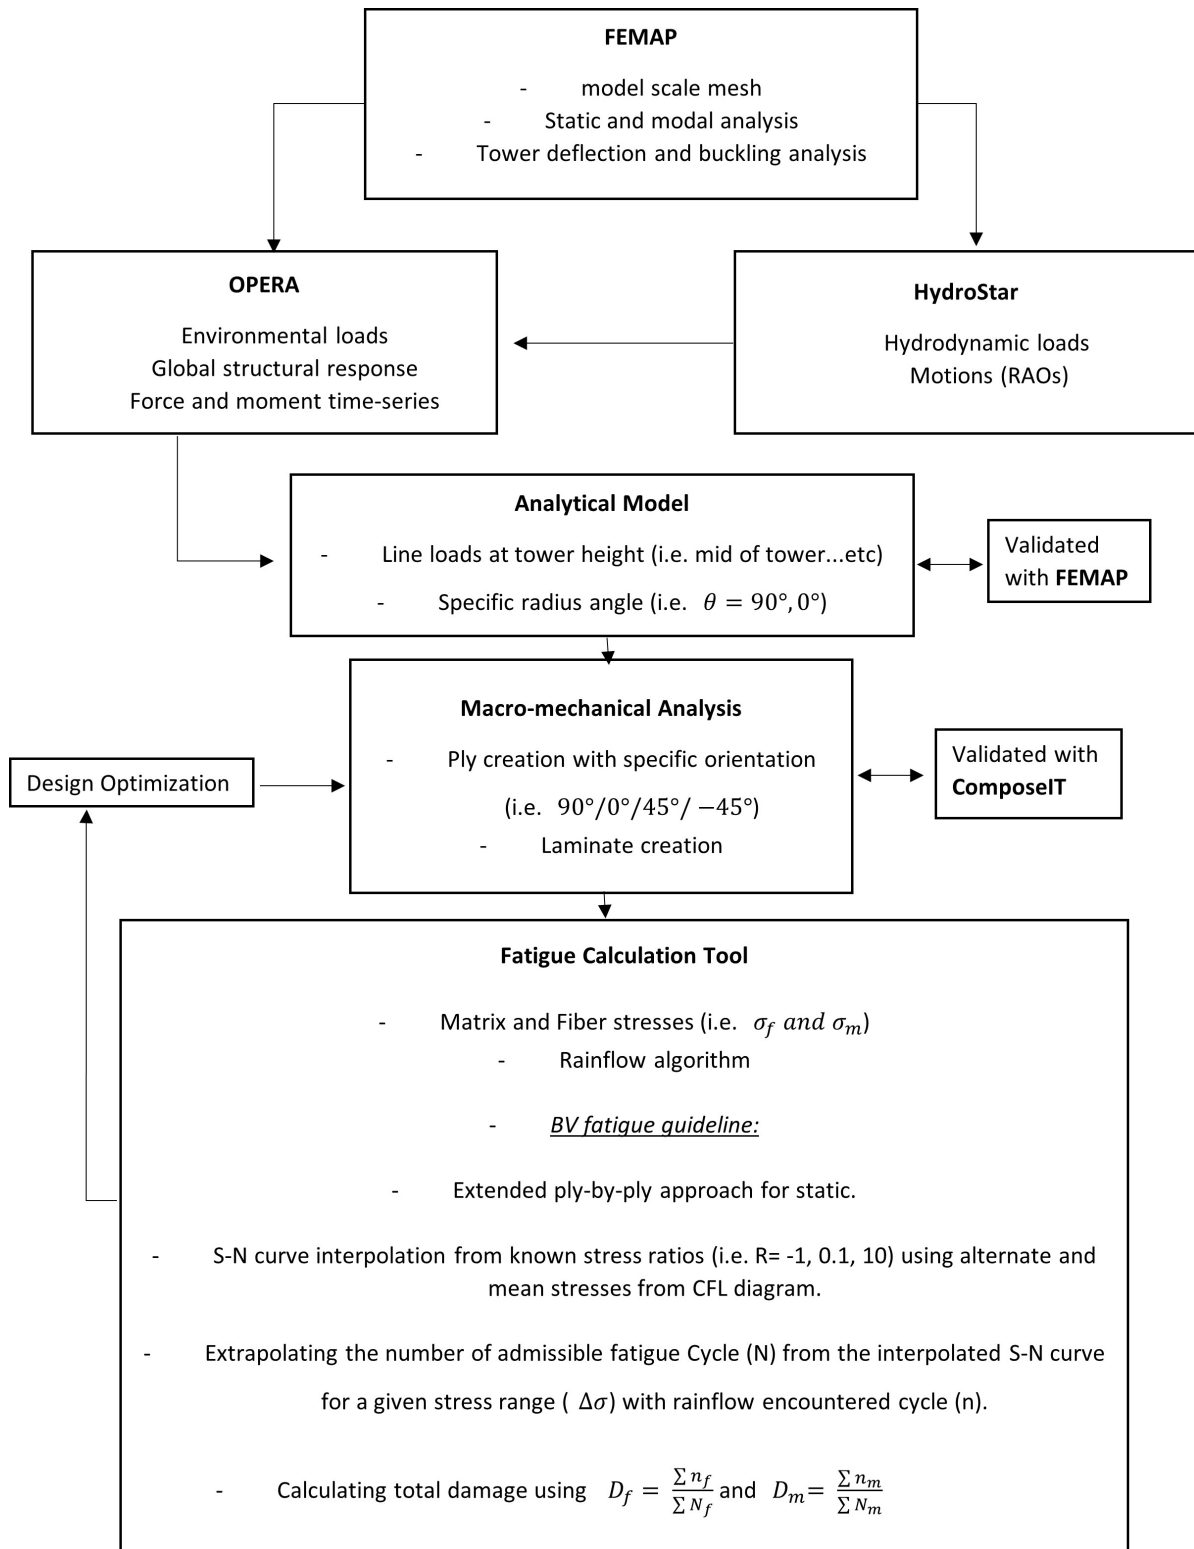 FEMAP
- model scale mesh
- Static and modal analysis
- Tower deflection and buckling analysis
OPERA
Environmental loads
Global structural response
Force and moment time-series
HydroStar
Hydrodynamic loads
Motions (RAOs)
Analytical Model
- Line loads at tower height (i.e. mid of tower...etc)
- Specific radius angle (i.e. θ = 90°, 0°)
Validated
with FEMAP
Macro-mechanical Analysis
- Ply creation with specific orientation
(i.e. 90°/0°/45°/ −45°)
- Laminate creation
Validated with
ComposeIT
Design Optimization
Fatigue Calculation Tool
- Matrix and Fiber stresses (i.e. σ_f and σ_m)
- Rainflow algorithm
- BV fatigue guideline:
- Extended ply-by-ply approach for static.
- S-N curve interpolation from known stress ratios (i.e. R= -1, 0.1, 10) using alternate and
mean stresses from CFL diagram.
- Extrapolating the number of admissible fatigue Cycle (N) from the interpolated S-N curve
for a given stress range ( Δσ) with rainflow encountered cycle (n).
- Calculating total damage using D_f = ∑ n_f / ∑ N_f and D_m= ∑ n_m / ∑ N_m